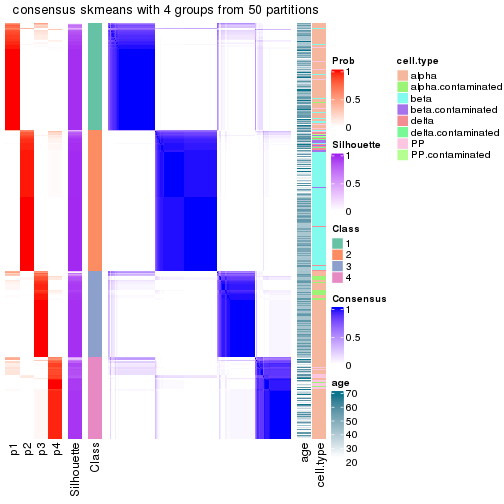 consensus skmeans with 4 groups from 50 partitions
Prob
1
0.5
0
Silhouette
1
0.5
0
Class
1
2
3
4
Consensus
1
0.5
0
age
70
60
50
40
30
20
cell.type
alpha
alpha.contaminated
beta
beta.contaminated
delta
delta.contaminated
PP
PP.contaminated
p1
p2
p3
p4
Silhouette
Class
age
cell.type